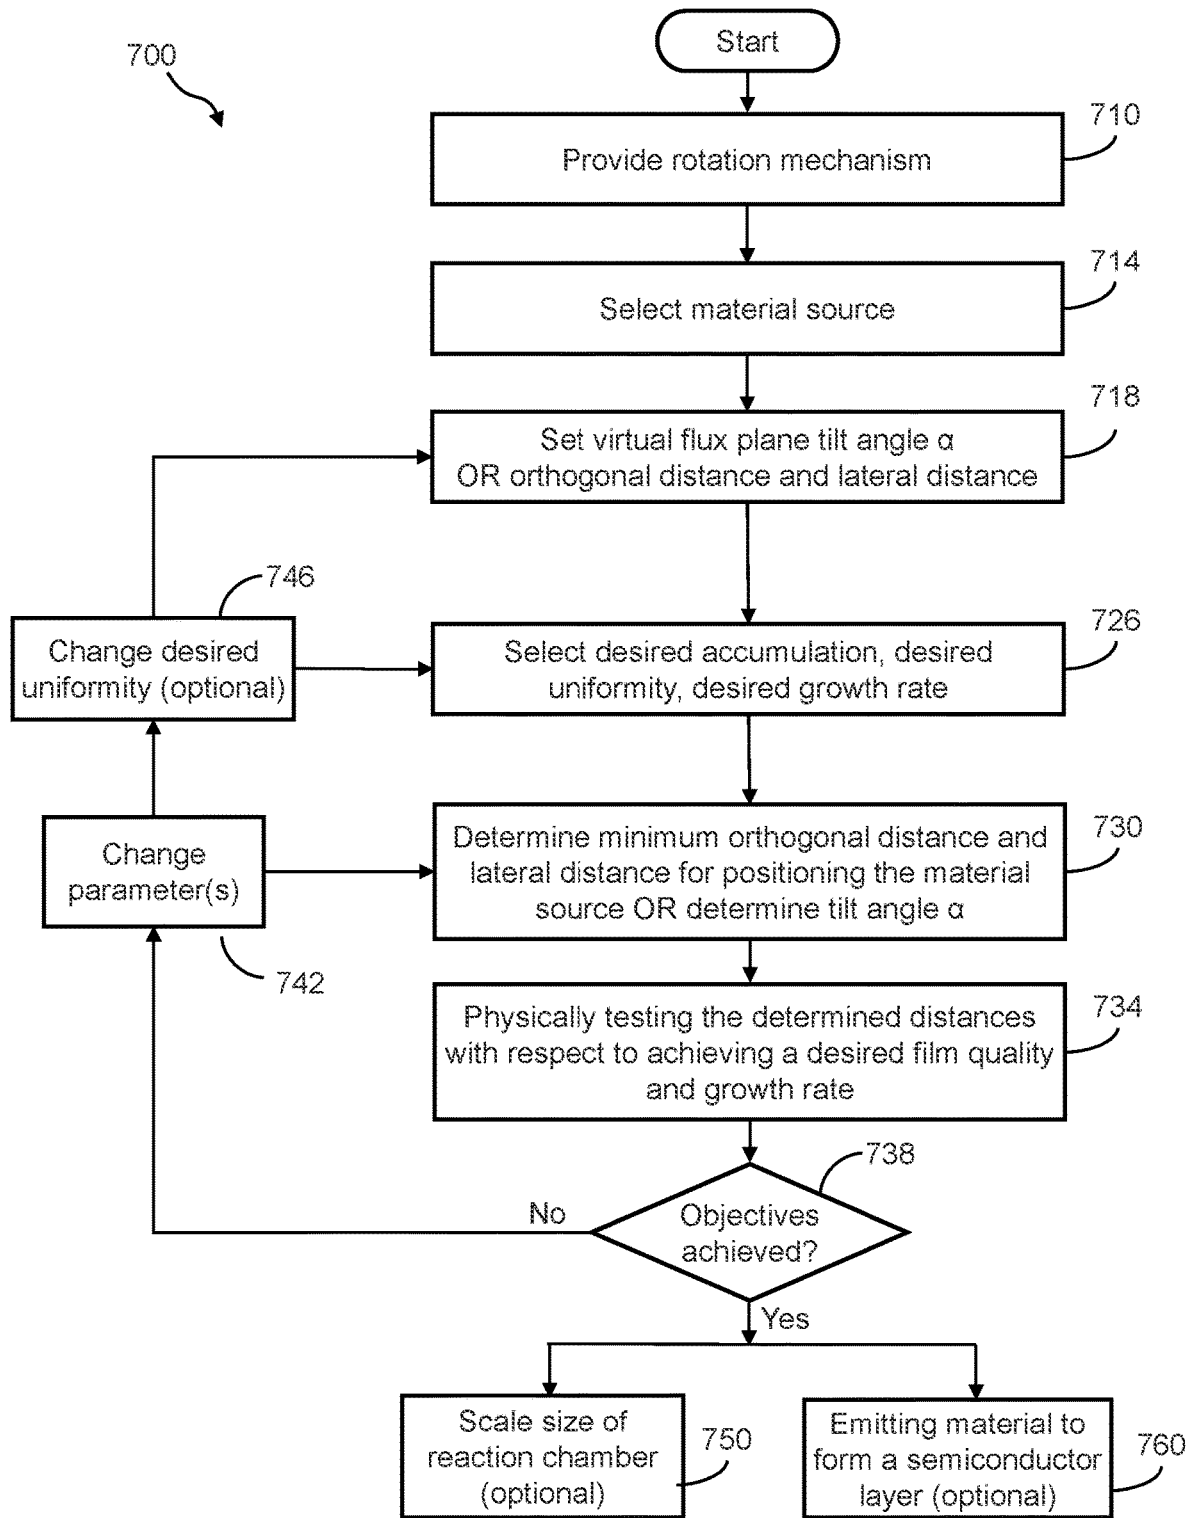 Start
700
710
Provide rotation mechanism
714
Select material source
718
Set virtual flux plane tilt angle α
OR orthogonal distance and lateral distance
746
Change desired
uniformity (optional)
726
Select desired accumulation, desired
uniformity, desired growth rate
Change
parameter(s)
742
730
Determine minimum orthogonal distance and
lateral distance for positioning the material
source OR determine tilt angle α
734
Physically testing the determined distances
with respect to achieving a desired film quality
and growth rate
738
No
Objectives
achieved?
Yes
Scale size of
reaction chamber
(optional)
750
Emitting material to
form a semiconductor
layer (optional)
760